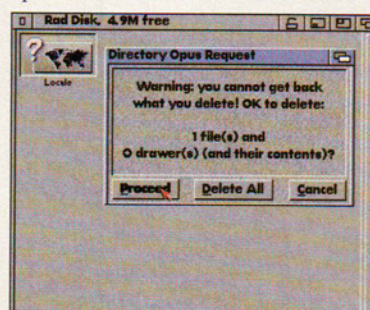 Rad Disk, 4.9M free
Locale
Directory Opus Request
Warning: you cannot get back
what you delete! OK to delete:
1 file(s) and
0 drawer(s) (and their contents)?
Proceed
Delete All
Cancel